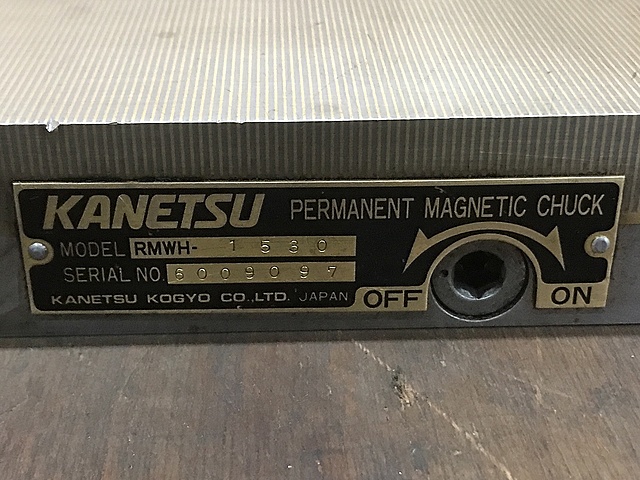 KANETSU PERMANENT MAGNETIC CHUCK
MODEL RMWH- 1530
SERIAL NO. 6009097
KANETSU KOGYO CO.,LTD. JAPAN
OFF ON